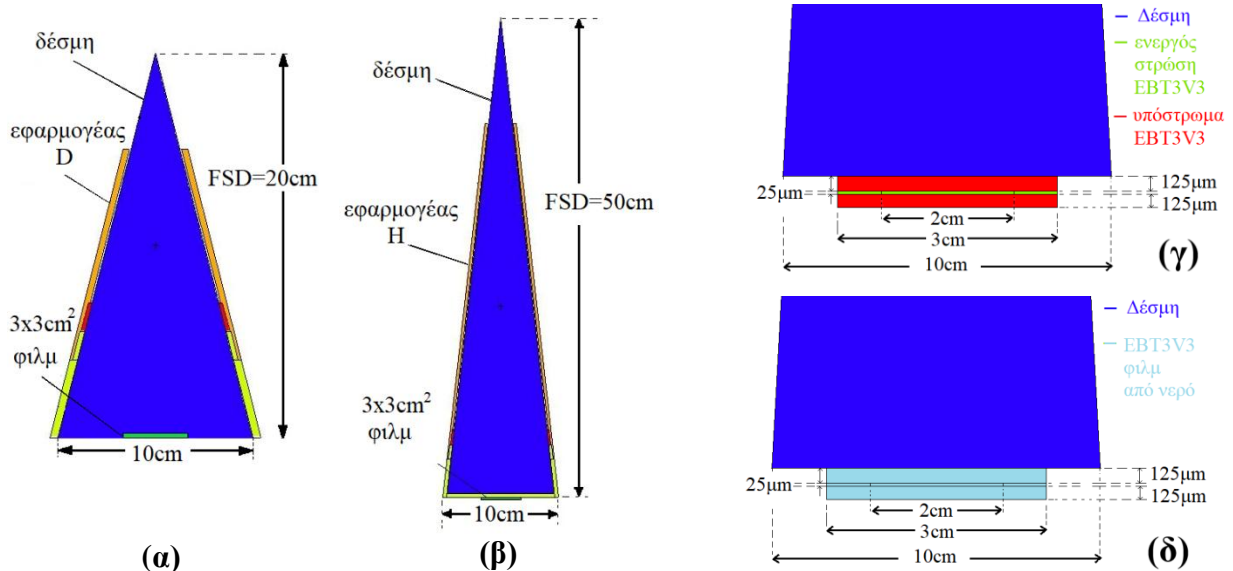 δέσμη
εφαρμογέας
D
FSD=20cm
3x3cm²
φιλμ
10cm
(α)
δέσμη
εφαρμογέας
H
FSD=50cm
3x3cm²
φιλμ
10cm
(β)
Δέσμη
ενεργός
στρώση
EBT3V3
υπόστρωμα
EBT3V3
25μm
125μm
125μm
2cm
3cm
10cm
(γ)
Δέσμη
EBT3V3
φιλμ
από νερό
25μm
125μm
125μm
2cm
3cm
10cm
(δ)